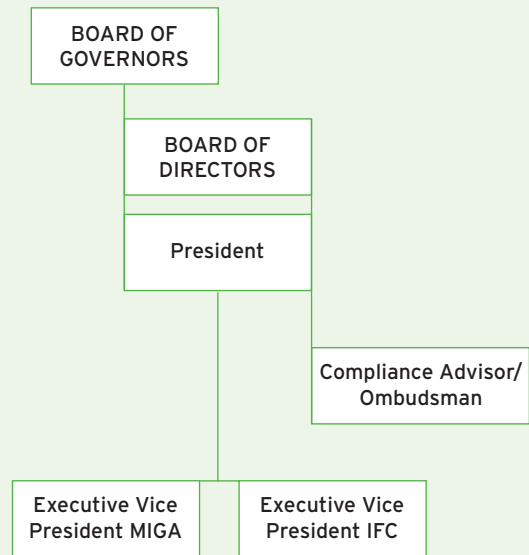 BOARD OF
GOVERNORS
BOARD OF
DIRECTORS
President
Compliance Advisor/
Ombudsman
Executive Vice
President MIGA
Executive Vice
President IFC